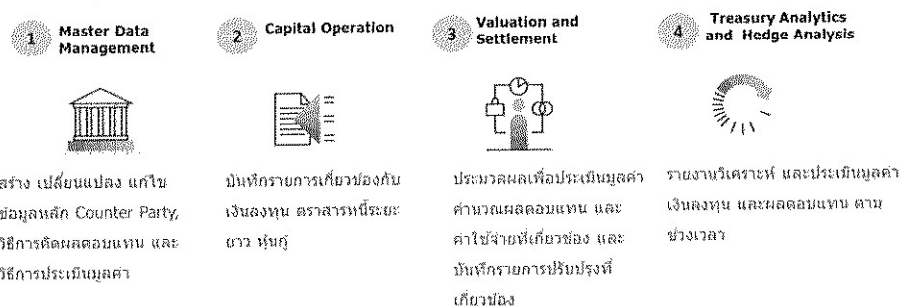 1 Master Data
Management
สร้าง เปลี่ยนแปลง แก้ไข
ข้อมูลหลัก Counter Party,
วิธีการคิดผลตอบแทน และ
วิธีการประเมินมูลค่า
2 Capital Operation
บันทึกรายการเกี่ยวข้องกับ
เงินลงทุน ตราสารหนี้ระยะ
ยาว หุ้นกู้
3 Valuation and
Settlement
ประมวลผลเพื่อประเมินมูลค่า
คำนวณผลตอบแทน และ
ค่าใช้จ่ายที่เกี่ยวข้อง และ
บันทึกรายการปรับปรุงที่
เกี่ยวข้อง
4 Treasury Analytics
and Hedge Analysis
รายงานวิเคราะห์ และประเมินมูลค่า
เงินลงทุน และผลตอบแทน ตาม
ช่วงเวลา